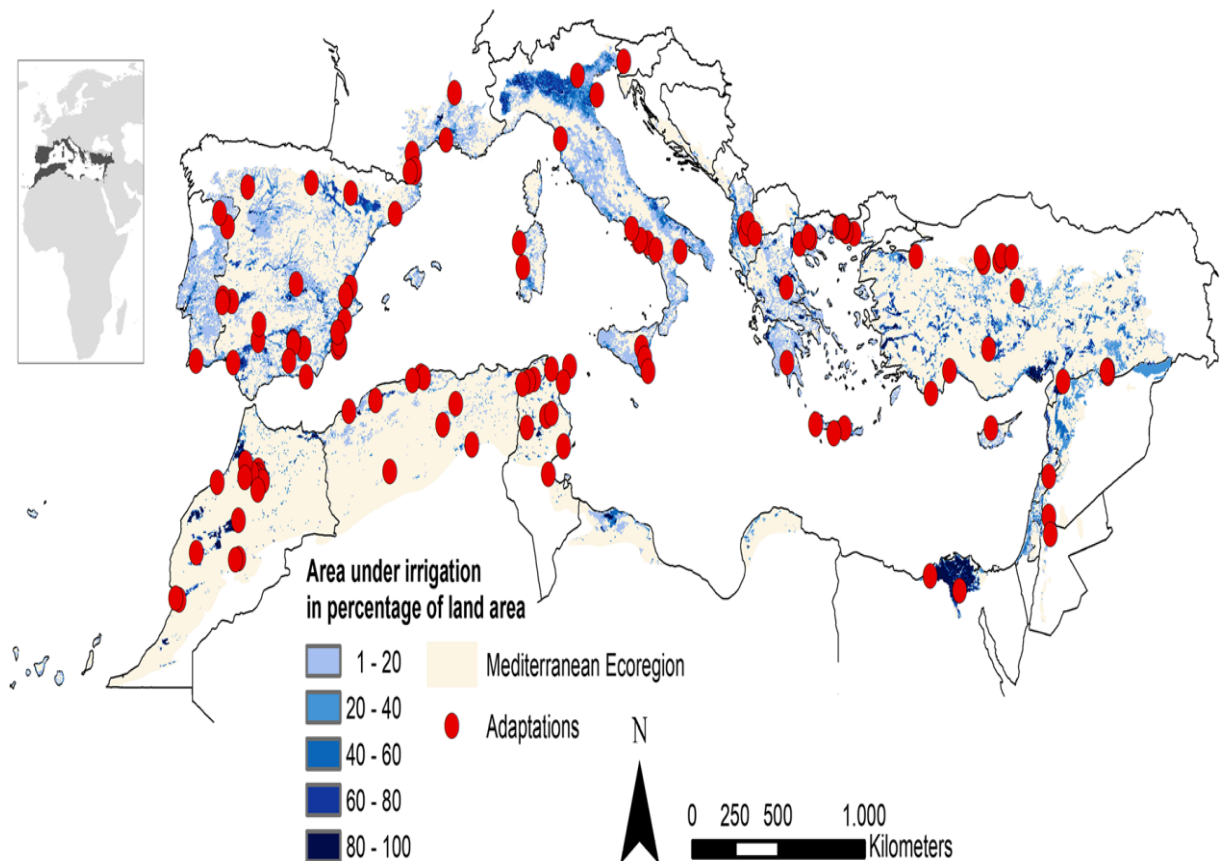 Area under irrigation
in percentage of land area
1 - 20
20 - 40
40 - 60
60 - 80
80 - 100
Mediterranean Ecoregion
Adaptations
N
0 250 500 1.000
Kilometers